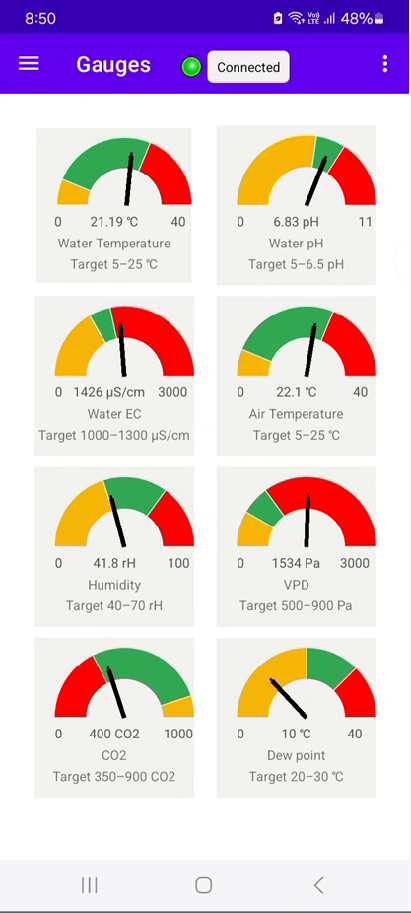 8:50
Vo) LTE 48%
Gauges
Connected
0 21.19 ℃ 40
Water Temperature
Target 5–25 ℃
0 6.83 pH 11
Water pH
Target 5–6.5 pH
0 1426 µS/cm 3000
Water EC
Target 1000–1300 µS/cm
0 22.1 ℃ 40
Air Temperature
Target 5–25 ℃
0 41.8 rH 100
Humidity
Target 40–70 rH
0 1534 Pa 3000
VPD
Target 500–900 Pa
0 400 CO2 1000
CO2
Target 350–900 CO2
0 10 ℃ 40
Dew point
Target 20–30 ℃